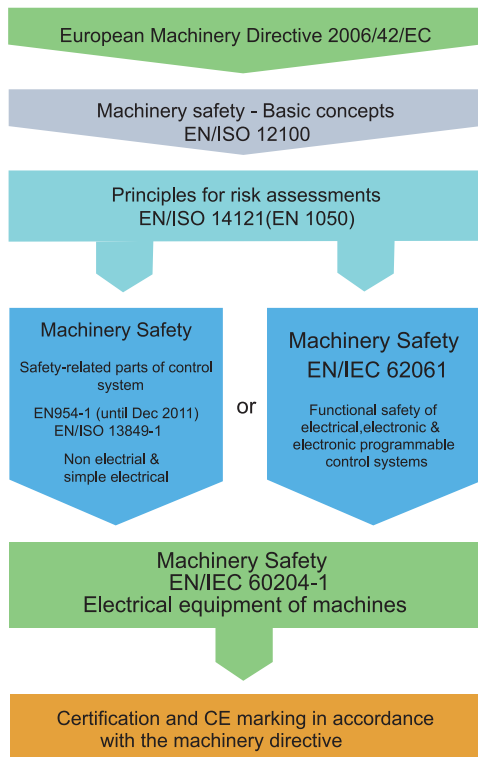 European Machinery Directive 2006/42/EC
Machinery safety - Basic concepts
EN/ISO 12100
Principles for risk assessments
EN/ISO 14121(EN 1050)
Machinery Safety
Safety-related parts of control
system
EN954-1 (until Dec 2011)
EN/ISO 13849-1
Non electrial &
simple electrical
or
Machinery Safety
EN/IEC 62061
Functional safety of
electrical,electronic &
electronic programmable
control systems
Machinery Safety
EN/IEC 60204-1
Electrical equipment of machines
Certification and CE marking in accordance
with the machinery directive